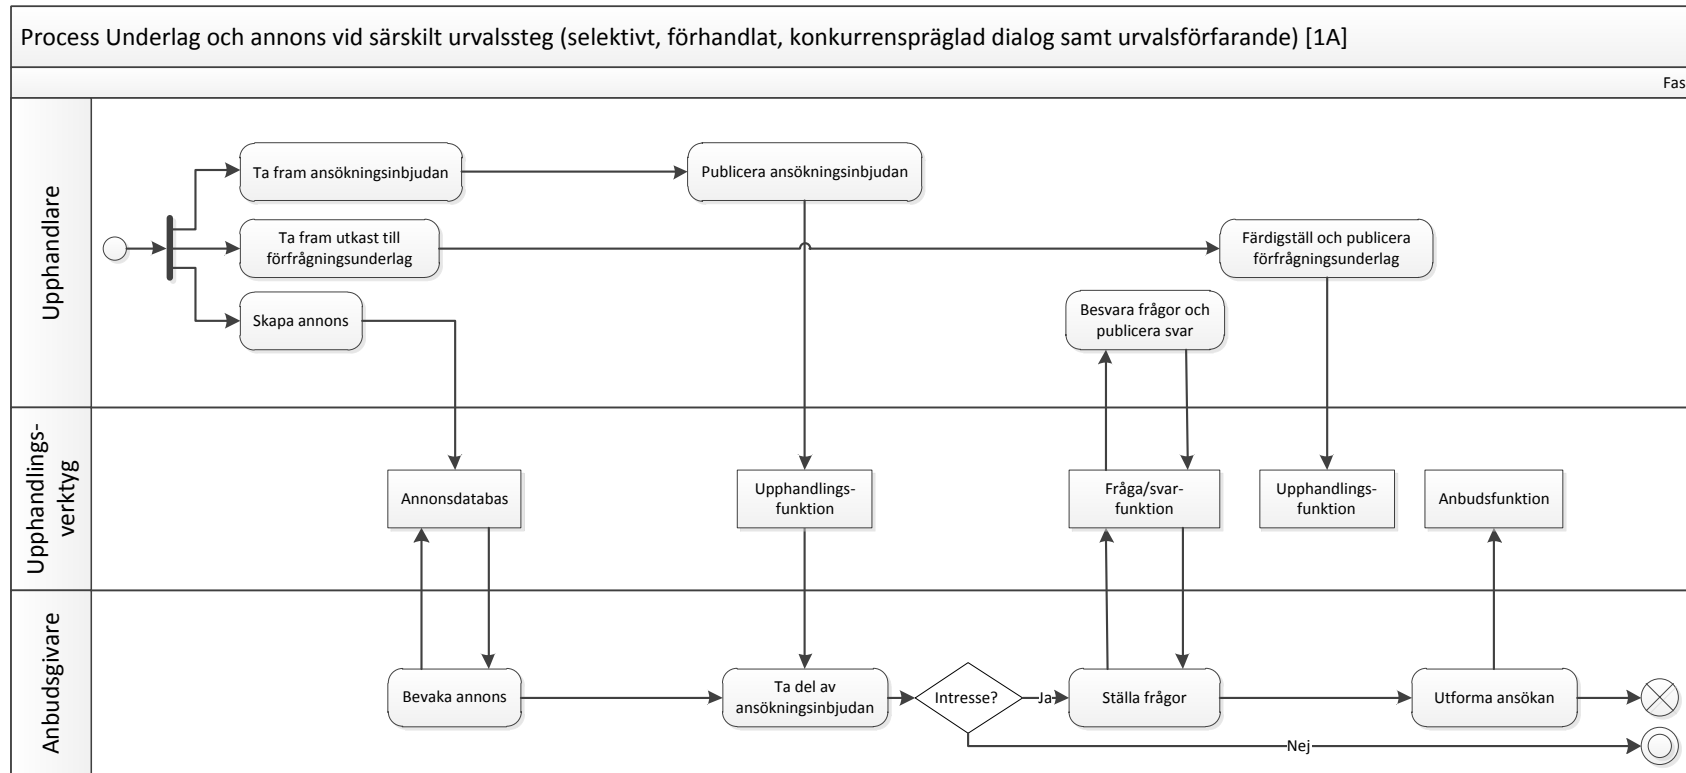 Process Underlag och annons vid särskilt urvalssteg (selektivt, förhandlat, konkurrenspräglad dialog samt urvalsförfarande) [1A]
Fas
Upphandlare
Ta fram ansökningsinbjudan
Publicera ansökningsinbjudan
Ta fram utkast till
förfrågningsunderlag
Färdigställ och publicera
förfrågningsunderlag
Skapa annons
Besvara frågor och
publicera svar
Upphandlings-
verktyg
Annonsdatabas
Upphandlings-
funktion
Fråga/svar-
funktion
Upphandlings-
funktion
Anbudsfunktion
Anbudsgivare
Bevaka annons
Ta del av
ansökningsinbjudan
Intresse?
Ja
Ställa frågor
Utforma ansökan
Nej